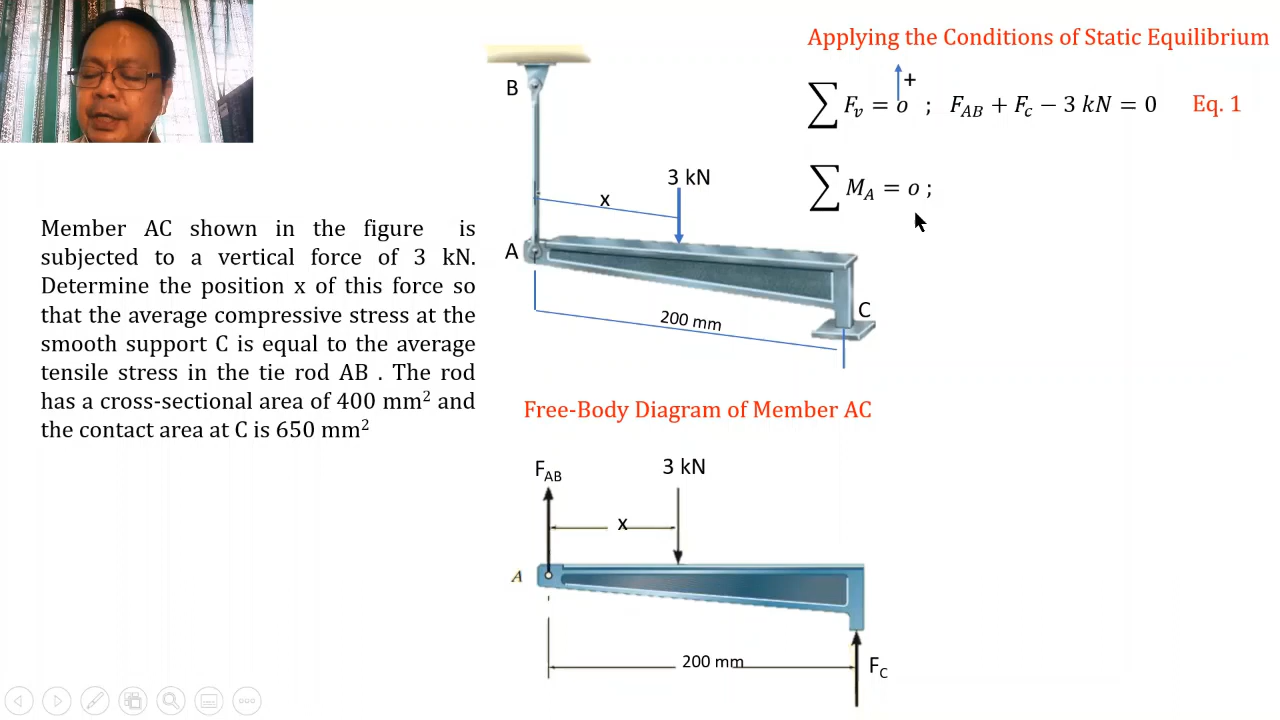 Applying the Conditions of Static Equilibrium
∑ Fᵥ = o ↑+ ; F_AB + F_c − 3 kN = 0 Eq. 1
∑ M_A = o ;
B
3 kN
x
A
C
200 mm
Member AC shown in the figure is
subjected to a vertical force of 3 kN.
Determine the position x of this force so
that the average compressive stress at the
smooth support C is equal to the average
tensile stress in the tie rod AB . The rod
has a cross-sectional area of 400 mm² and
the contact area at C is 650 mm²
Free-Body Diagram of Member AC
F_AB
3 kN
x
A
200 mm
F_C